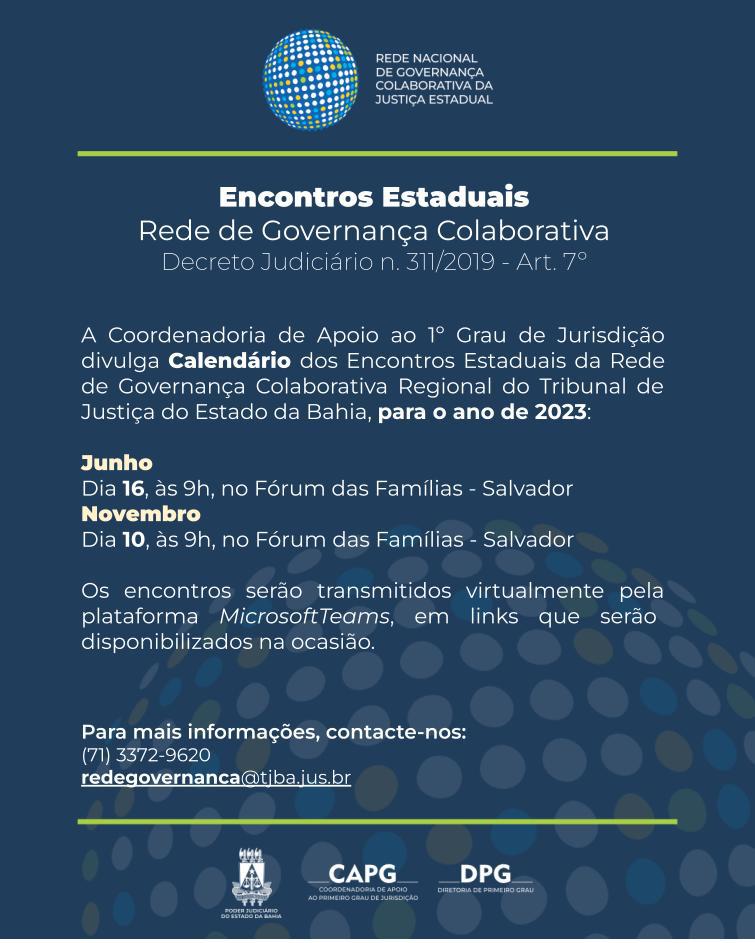 REDE NACIONAL
DE GOVERNANÇA
COLABORATIVA DA
JUSTIÇA ESTADUAL
Encontros Estaduais
Rede de Governança Colaborativa
Decreto Judiciário n. 311/2019 - Art. 7º
A Coordenadoria de Apoio ao 1º Grau de Jurisdição
divulga Calendário dos Encontros Estaduais da Rede
de Governança Colaborativa Regional do Tribunal de
Justiça do Estado da Bahia, para o ano de 2023:
Junho
Dia 16, às 9h, no Fórum das Famílias - Salvador
Novembro
Dia 10, às 9h, no Fórum das Famílias - Salvador
Os encontros serão transmitidos virtualmente pela
plataforma MicrosoftTeams, em links que serão
disponibilizados na ocasião.
Para mais informações, contacte-nos:
(71) 3372-9620
redegovernanca@tjba.jus.br
PODER JUDICIÁRIO
DO ESTADO DA BAHIA
CAPG
COORDENADORIA DE APOIO
AO PRIMEIRO GRAU DE JURISDIÇÃO
DPG
DIRETORIA DE PRIMEIRO GRAU